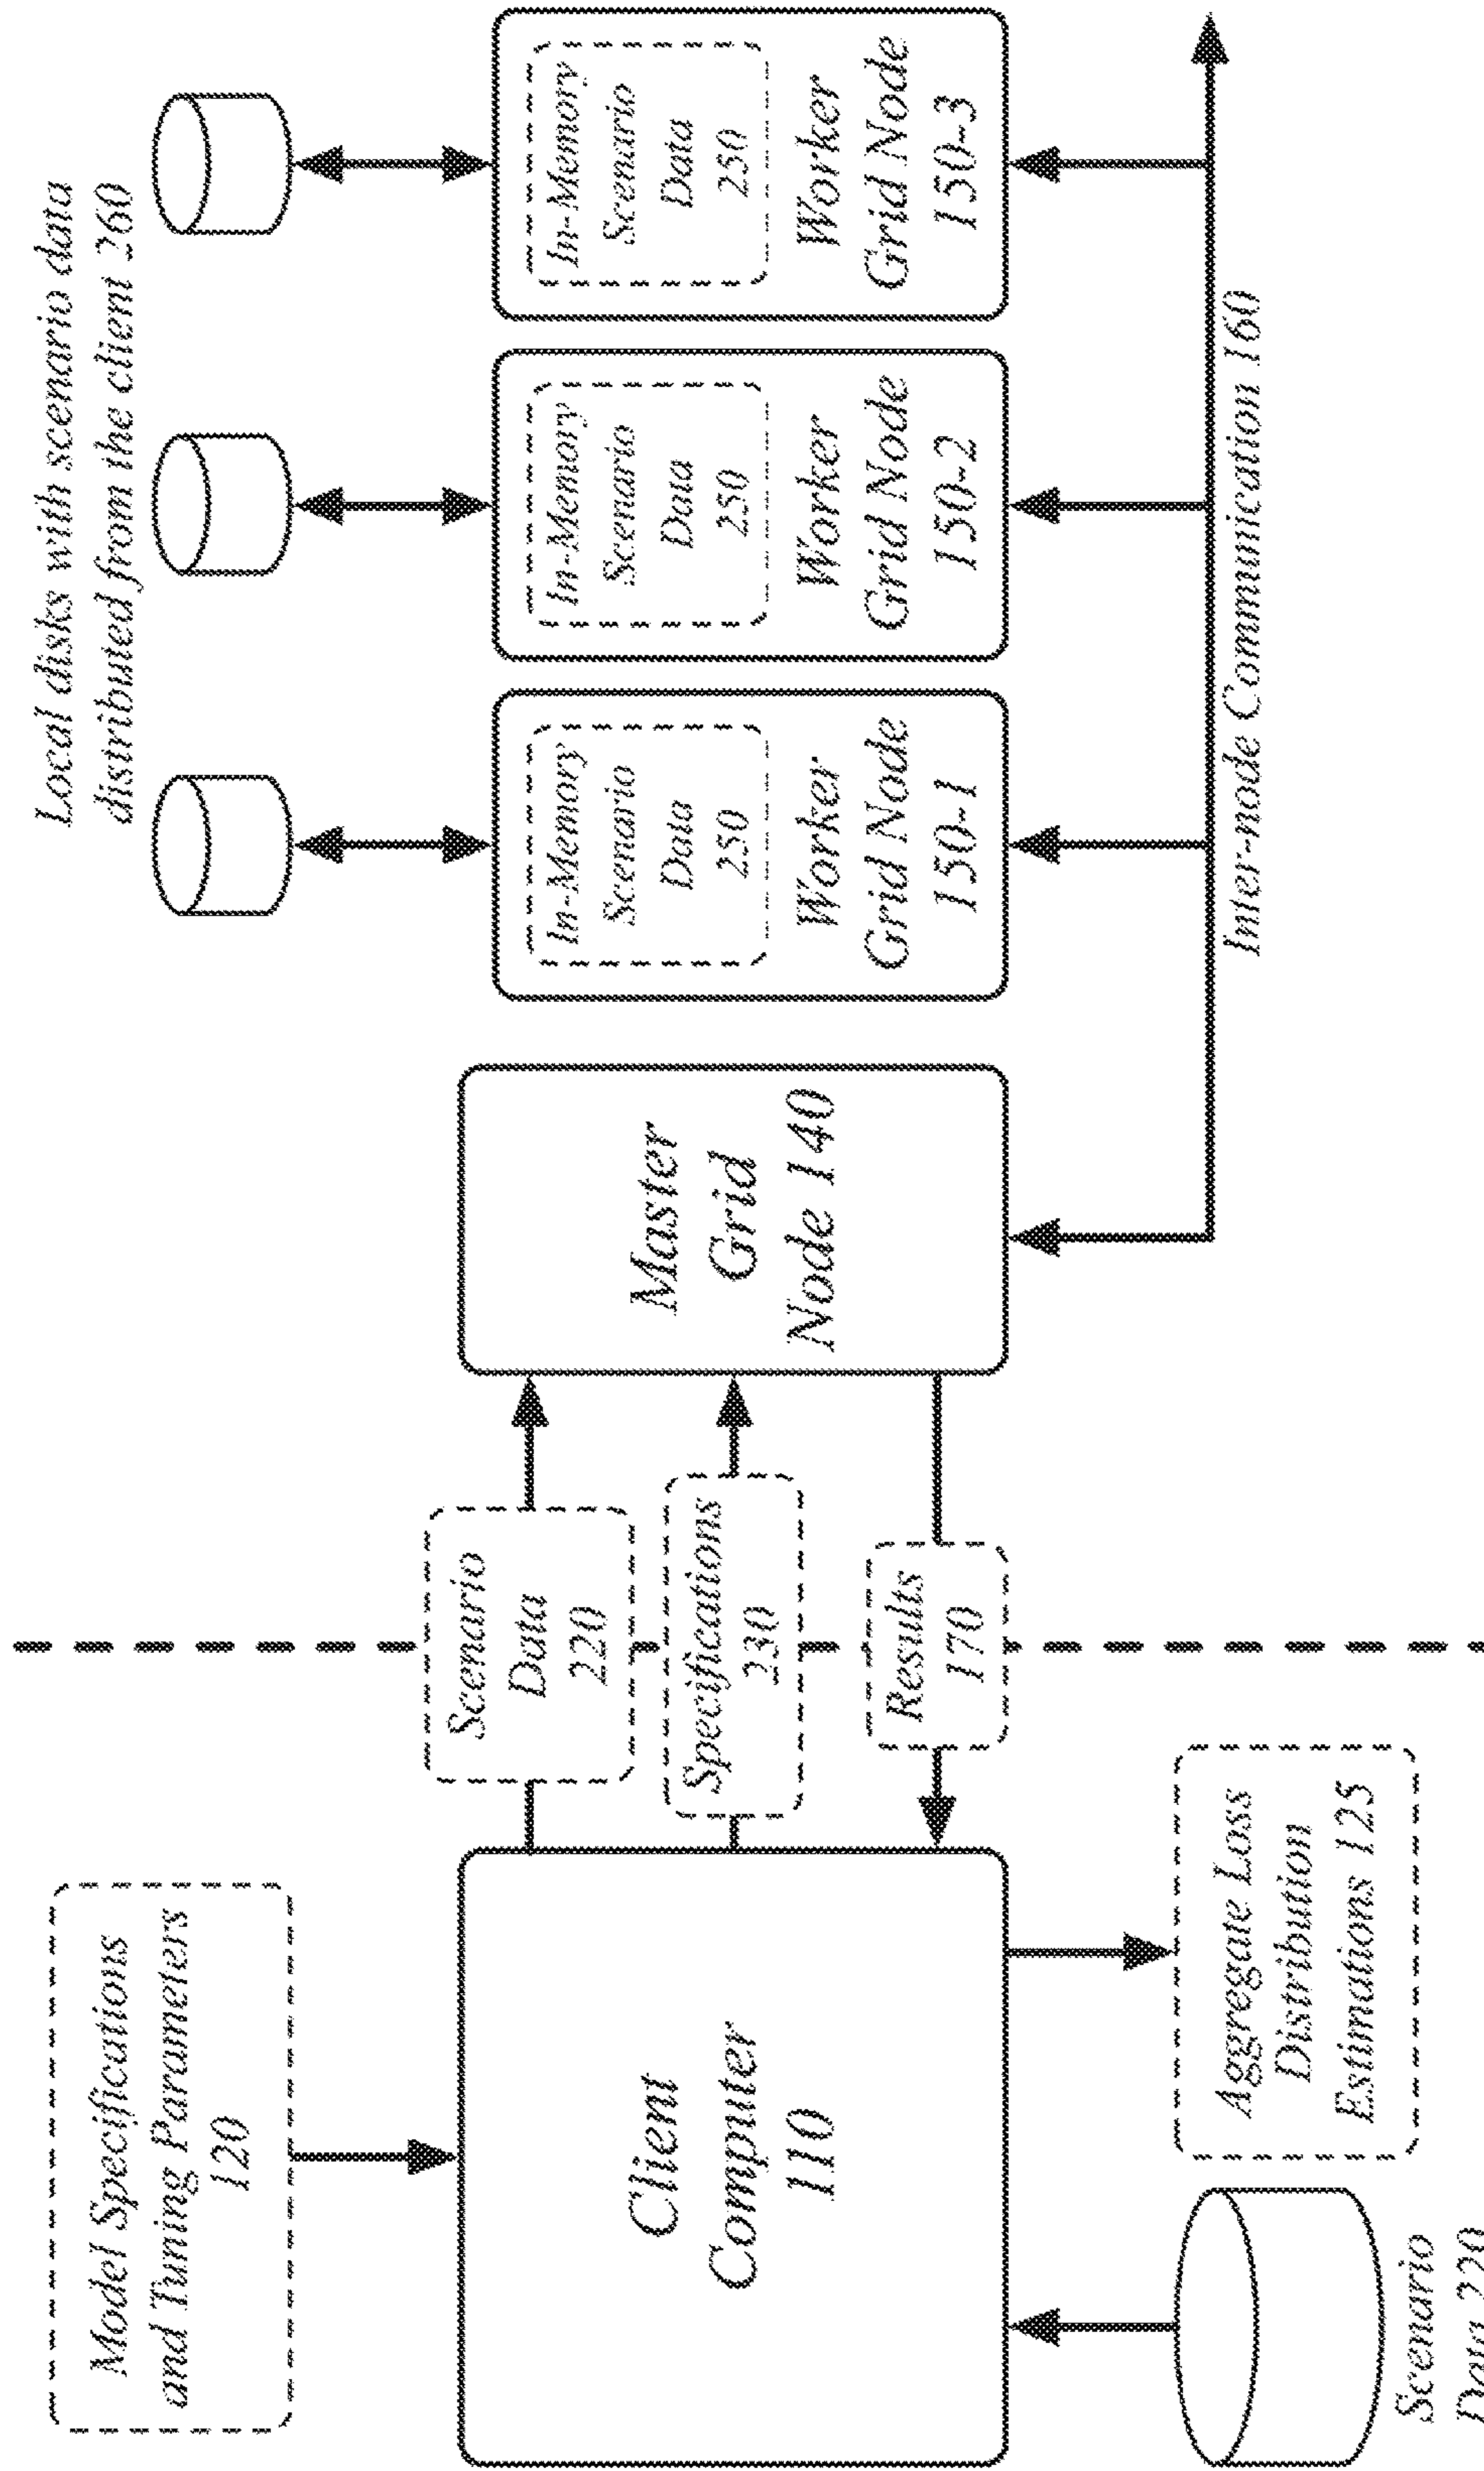 Model Specifications
and Tuning Parameters
120
Local disks with scenario data
distributed from the client 260
Client
Computer
110
Scenario
Data
220
Specifications
230
Results
170
Master
Grid
Node 140
In-Memory
Scenario
Data
250
Worker
Grid Node
150-1
In-Memory
Scenario
Data
250
Worker
Grid Node
150-2
In-Memory
Scenario
Data
250
Worker
Grid Node
150-3
Scenario
Data 220
Aggregate Loss
Distribution
Estimations 125
Inter-node Communication 160